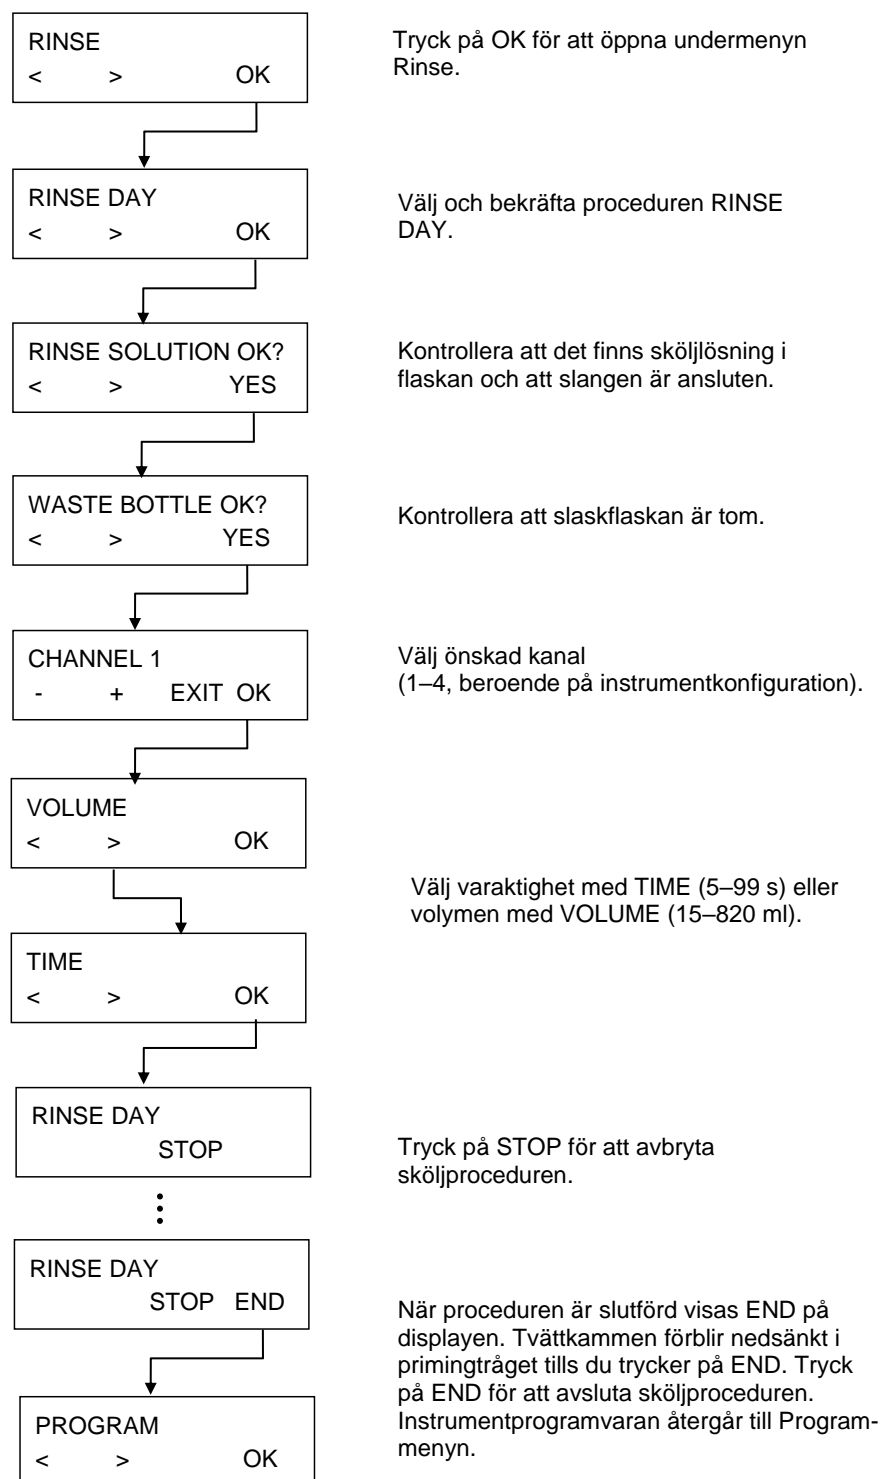 RINSE
< > OK
Tryck på OK för att öppna undermenyn
Rinse.
RINSE DAY
< > OK
Välj och bekräfta proceduren RINSE
DAY.
RINSE SOLUTION OK?
< > YES
Kontrollera att det finns sköljlösning i
flaskan och att slangen är ansluten.
WASTE BOTTLE OK?
< > YES
Kontrollera att slaskflaskan är tom.
CHANNEL 1
- + EXIT OK
Välj önskad kanal
(1–4, beroende på instrumentkonfiguration).
VOLUME
< > OK
Välj varaktighet med TIME (5–99 s) eller
volymen med VOLUME (15–820 ml).
TIME
< > OK
RINSE DAY
STOP
Tryck på STOP för att avbryta
sköljproceduren.
RINSE DAY
STOP END
När proceduren är slutförd visas END på
displayen. Tvättkammen förblir nedsänkt i
primingtråget tills du trycker på END. Tryck
på END för att avsluta sköljproceduren.
Instrumentprogramvaran återgår till Program-
menyn.
PROGRAM
< > OK